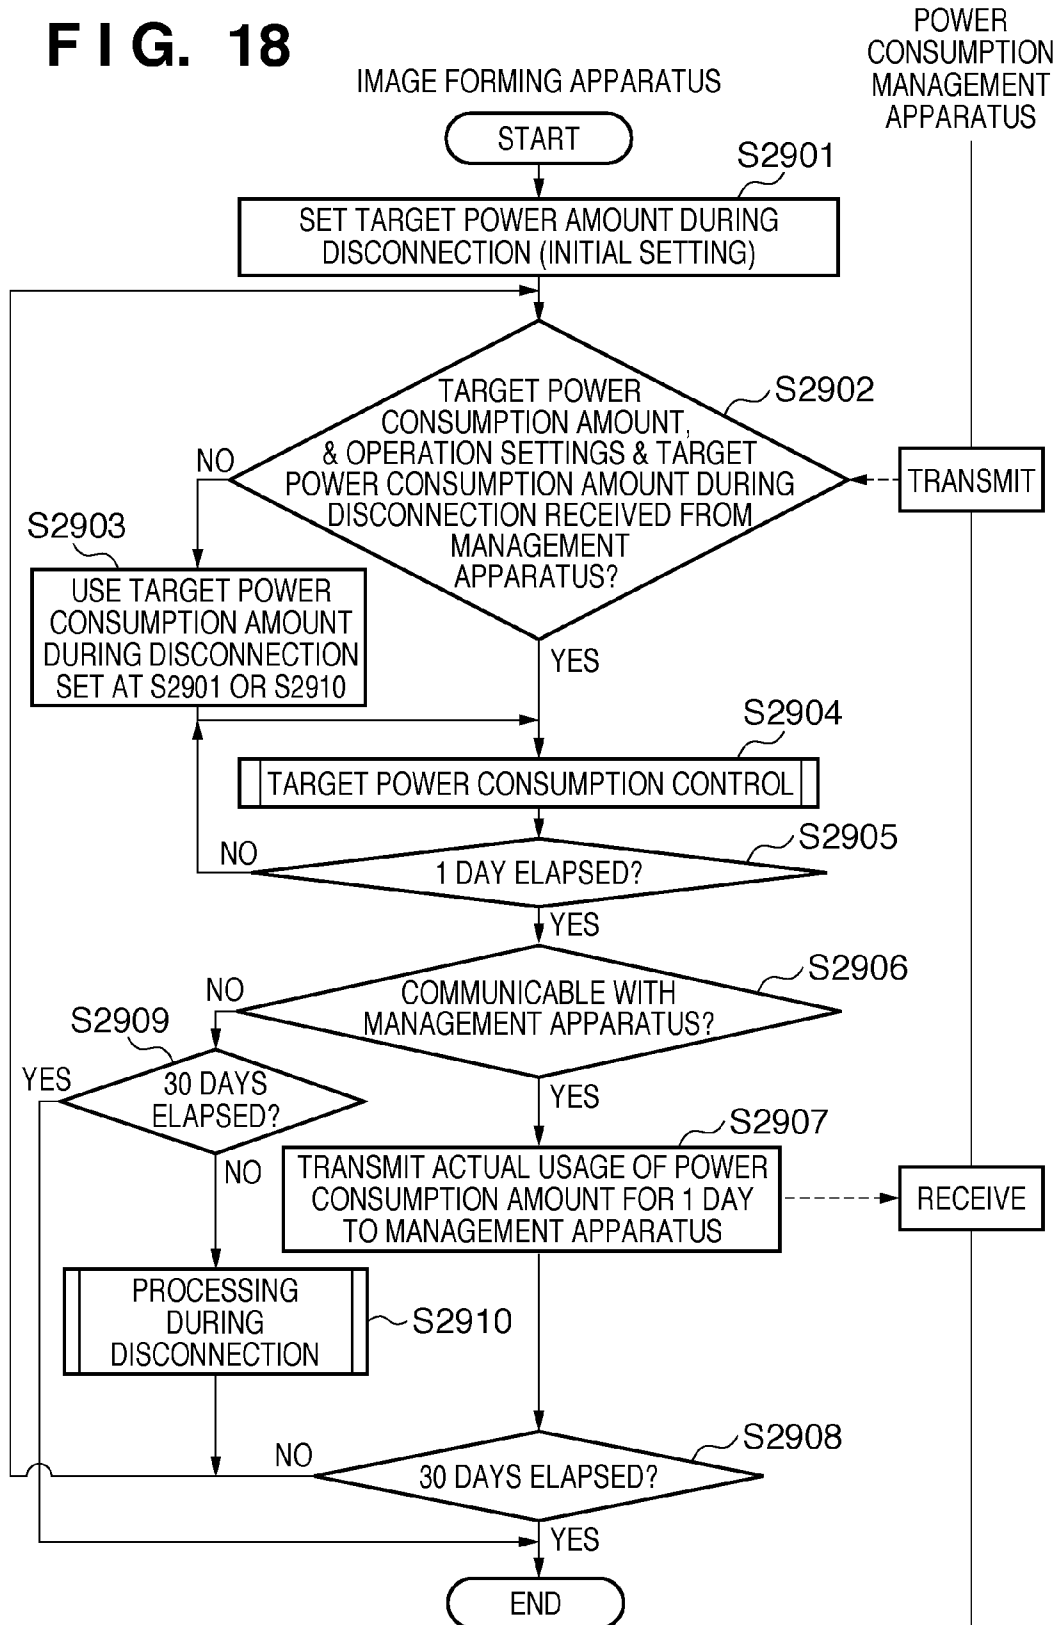 FIG. 18
POWER
CONSUMPTION
MANAGEMENT
APPARATUS
IMAGE FORMING APPARATUS
START
S2901
SET TARGET POWER AMOUNT DURING
DISCONNECTION (INITIAL SETTING)
S2902
TARGET POWER
CONSUMPTION AMOUNT,
& OPERATION SETTINGS & TARGET
POWER CONSUMPTION AMOUNT DURING
DISCONNECTION RECEIVED FROM
MANAGEMENT
APPARATUS?
NO
TRANSMIT
S2903
USE TARGET POWER
CONSUMPTION AMOUNT
DURING DISCONNECTION
SET AT S2901 OR S2910
YES
S2904
TARGET POWER CONSUMPTION CONTROL
S2905
NO
1 DAY ELAPSED?
YES
S2906
NO
COMMUNICABLE WITH
MANAGEMENT APPARATUS?
S2909
YES
30 DAYS
ELAPSED?
YES
NO
S2907
TRANSMIT ACTUAL USAGE OF POWER
CONSUMPTION AMOUNT FOR 1 DAY
TO MANAGEMENT APPARATUS
RECEIVE
PROCESSING
DURING
DISCONNECTION
S2910
S2908
NO
30 DAYS ELAPSED?
YES
END